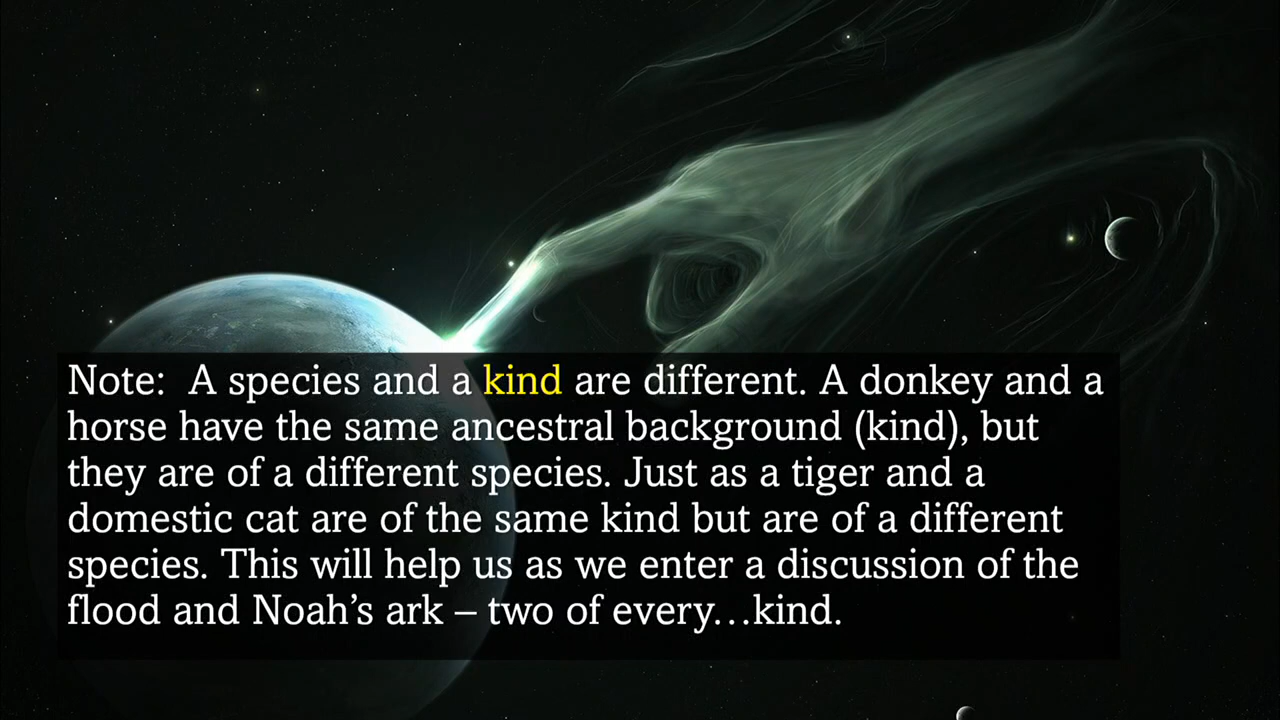 Note:  A species and a kind are different. A donkey and a
horse have the same ancestral background (kind), but
they are of a different species. Just as a tiger and a
domestic cat are of the same kind but are of a different
species. This will help us as we enter a discussion of the
flood and Noah’s ark – two of every…kind.